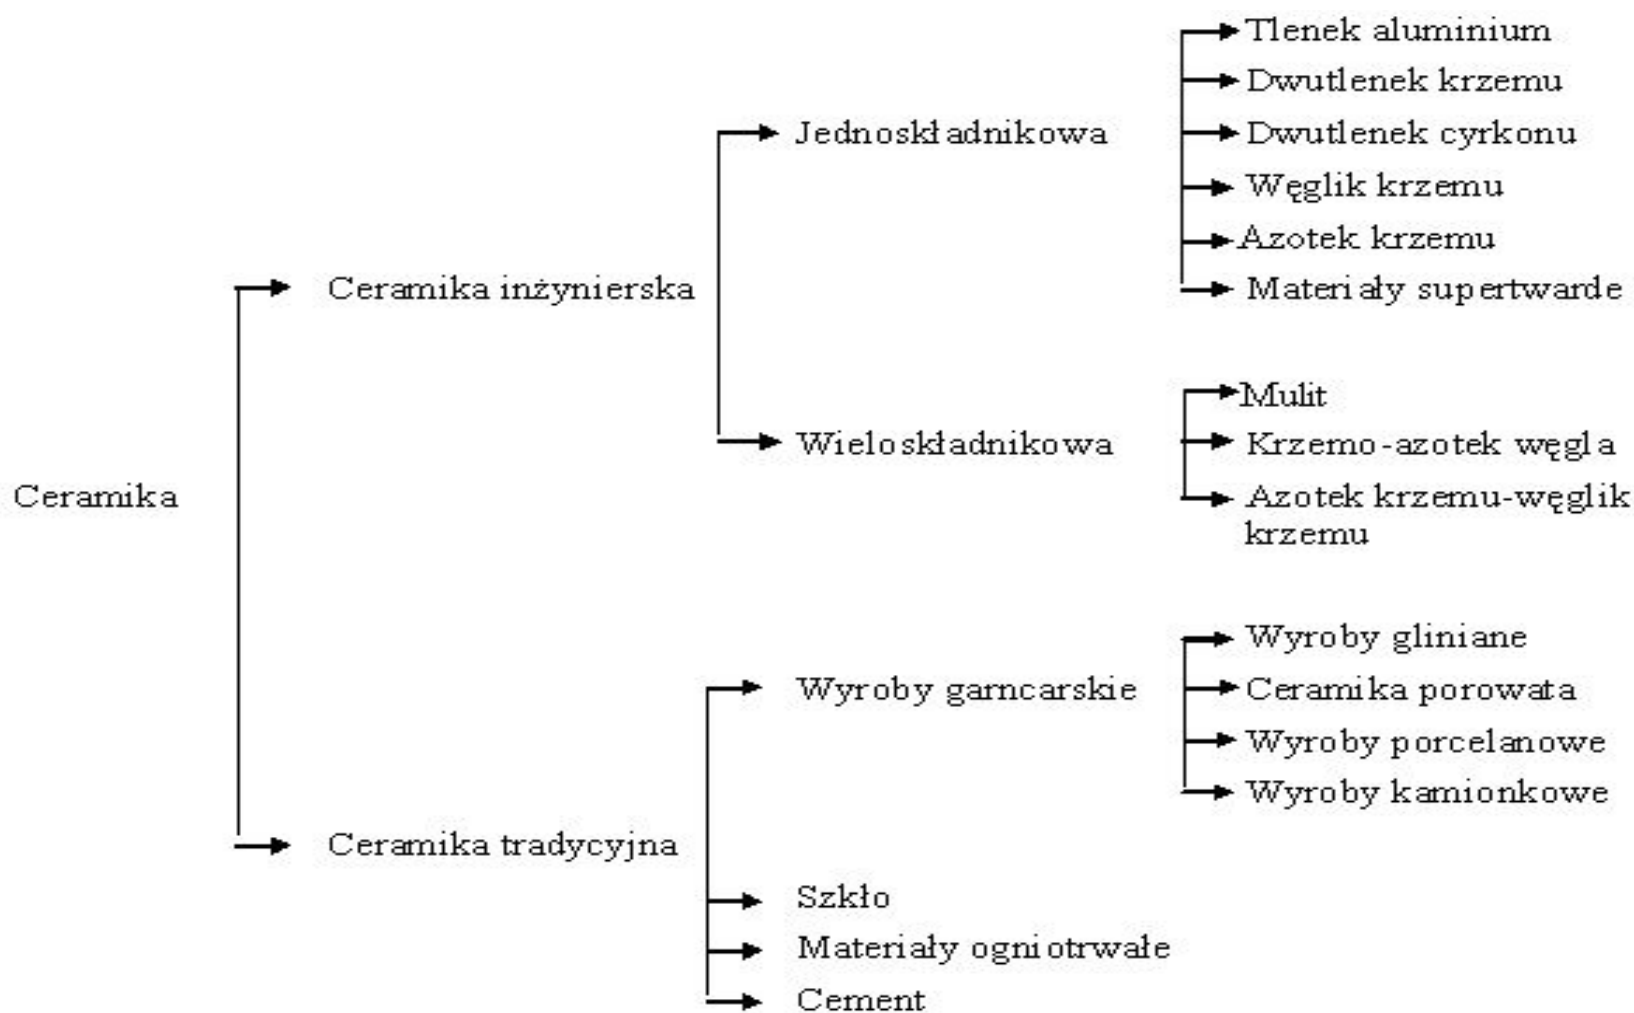 Ceramika
Ceramika inżynierska
Jednoskładnikowa
Tlenek aluminium
Dwutlenek krzemu
Dwutlenek cyrkonu
Węglik krzemu
Azotek krzemu
Materiały supertwarde
Wieloskładnikowa
Mulit
Krzemo-azotek węgla
Azotek krzemu-węglik
krzemu
Ceramika tradycyjna
Wyroby garncarskie
Wyroby gliniane
Ceramika porowata
Wyroby porcelanowe
Wyroby kamionkowe
Szkło
Materiały ogniotrwałe
Cement